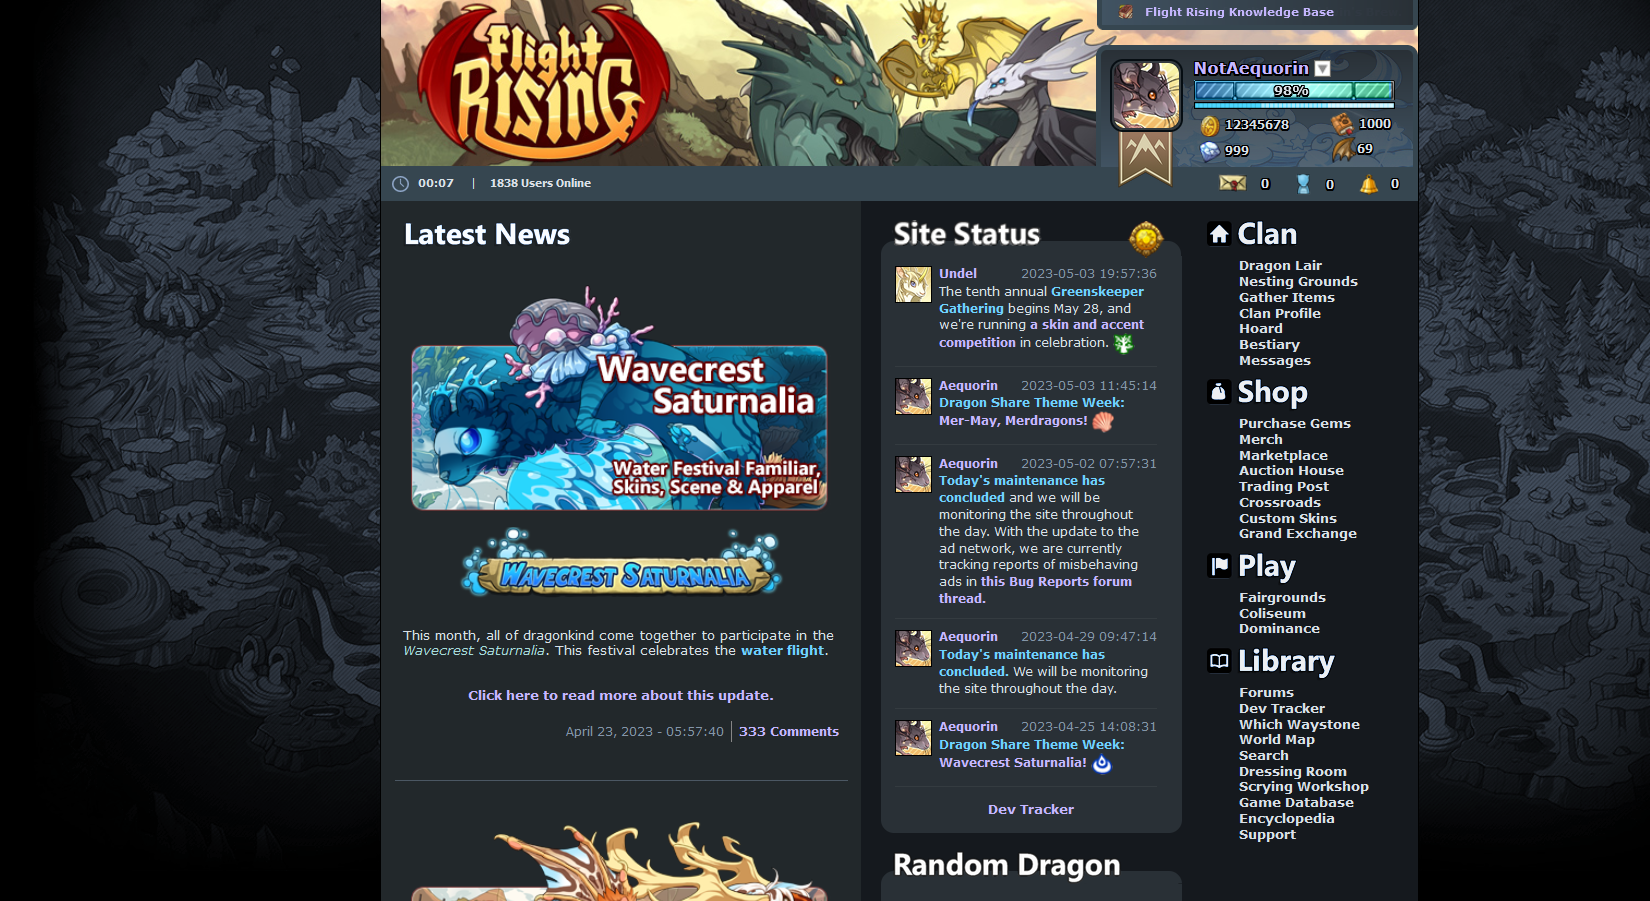 Flight
RISING
Flight Rising Knowledge Base
NotAequorin
98%
12345678
1000
999
69
00:07 | 1838 Users Online
0
0
0
Latest News
Wavecrest
Saturnalia
Water Festival Familiar,
Skins, Scene & Apparel
WAVECREST SATURNALIA
This month, all of dragonkind come together to participate in the
Wavecrest Saturnalia. This festival celebrates the water flight.
Click here to read more about this update.
April 23, 2023 - 05:57:40 | 333 Comments
Site Status
Undel 2023-05-03 19:57:36
The tenth annual Greenskeeper
Gathering begins May 28, and
we're running a skin and accent
competition in celebration.
Aequorin 2023-05-03 11:45:14
Dragon Share Theme Week:
Mer-May, Merdragons!
Aequorin 2023-05-02 07:57:31
Today's maintenance has
concluded and we will be
monitoring the site throughout
the day. With the update to the
ad network, we are currently
tracking reports of misbehaving
ads in this Bug Reports forum
thread.
Aequorin 2023-04-29 09:47:14
Today's maintenance has
concluded. We will be monitoring
the site throughout the day.
Aequorin 2023-04-25 14:08:31
Dragon Share Theme Week:
Wavecrest Saturnalia!
Dev Tracker
Random Dragon
Clan
Dragon Lair
Nesting Grounds
Gather Items
Clan Profile
Hoard
Bestiary
Messages
Shop
Purchase Gems
Merch
Marketplace
Auction House
Trading Post
Crossroads
Custom Skins
Grand Exchange
Play
Fairgrounds
Coliseum
Dominance
Library
Forums
Dev Tracker
Which Waystone
World Map
Search
Dressing Room
Scrying Workshop
Game Database
Encyclopedia
Support